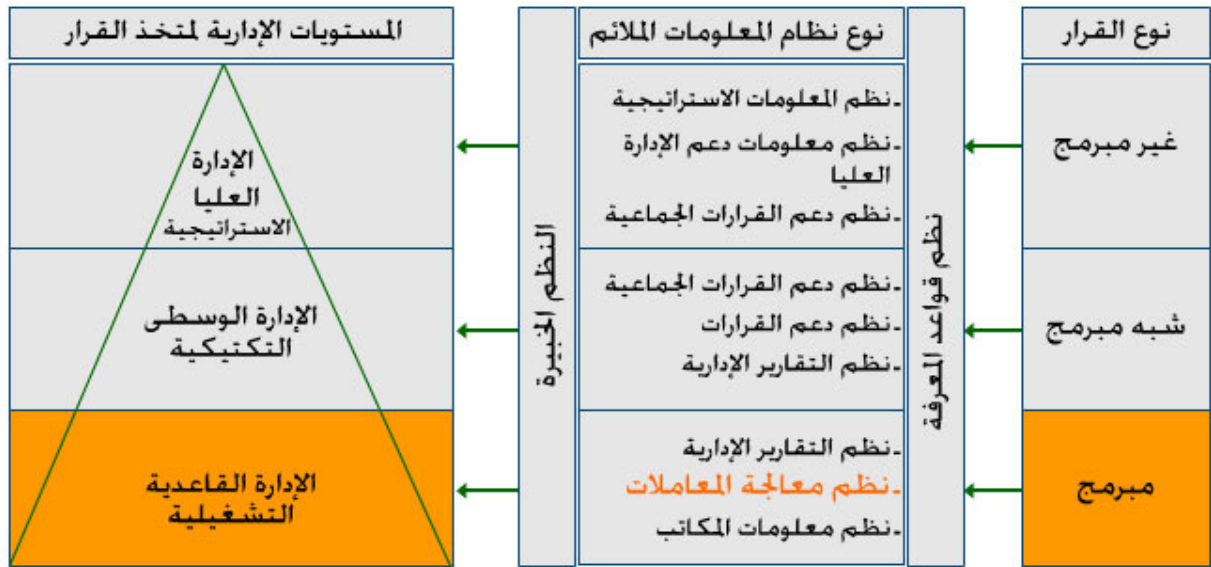 نوع القرار
نوع نظام المعلومات الملائم
المستويات الإدارية لمتخذ القرار
غير مبرمج
نظم قواعد المعرفة
-نظم المعلومات الاستراتيجية
-نظم معلومات دعم الإدارة
العليا
-نظم دعم القرارات الجماعية
النظم الخبيرة
الإدارة
العليا
الاستراتيجية
شبه مبرمج
-نظم دعم القرارات الجماعية
-نظم دعم القرارات
-نظم التقارير الإدارية
الإدارة الوسطى
التكتيكية
مبرمج
-نظم التقارير الإدارية
-نظم معالجة المعاملات
-نظم معلومات المكاتب
الإدارة القاعدية
التشغيلية